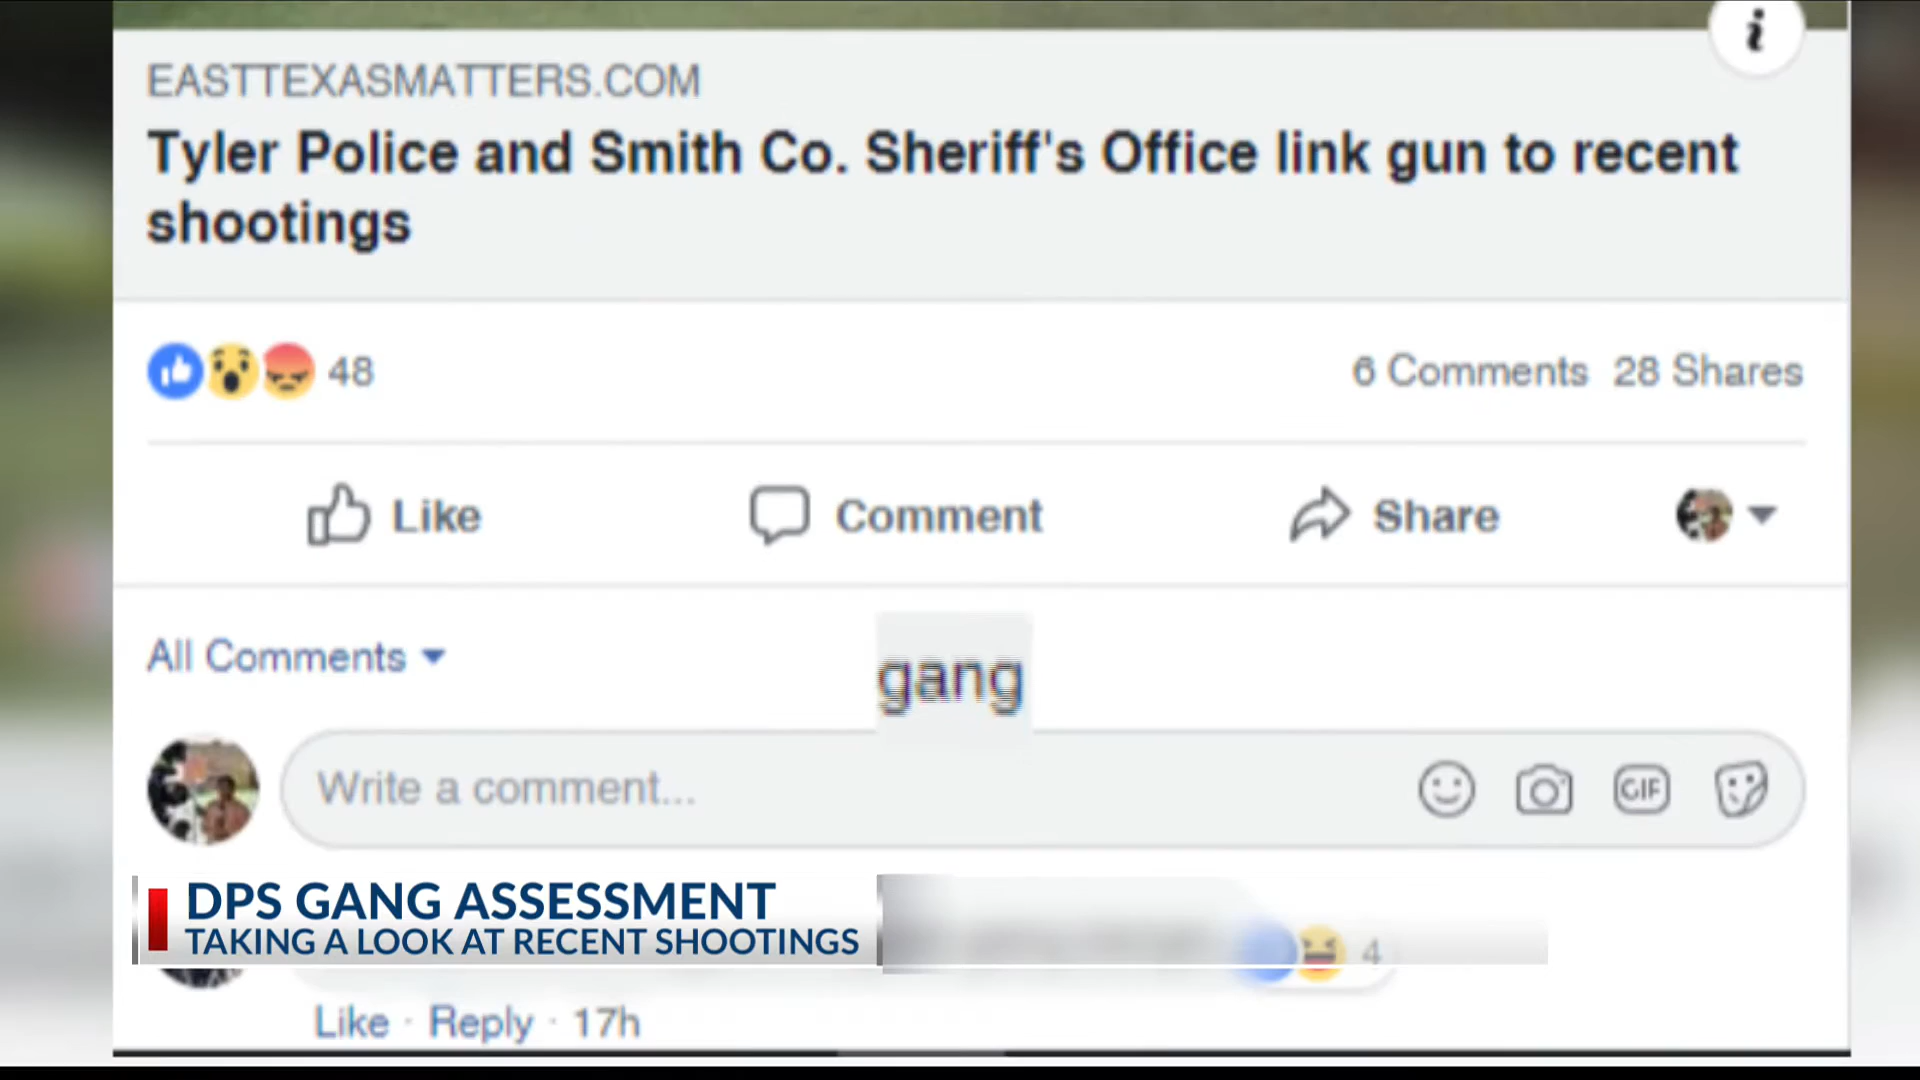 EASTTEXASMATTERS.COM
Tyler Police and Smith Co. Sheriff's Office link gun to recent
shootings
48
6 Comments 28 Shares
Like Comment Share
All Comments
gang
Write a comment...
GIF
DPS GANG ASSESSMENT
TAKING A LOOK AT RECENT SHOOTINGS
4
Like · Reply · 17h